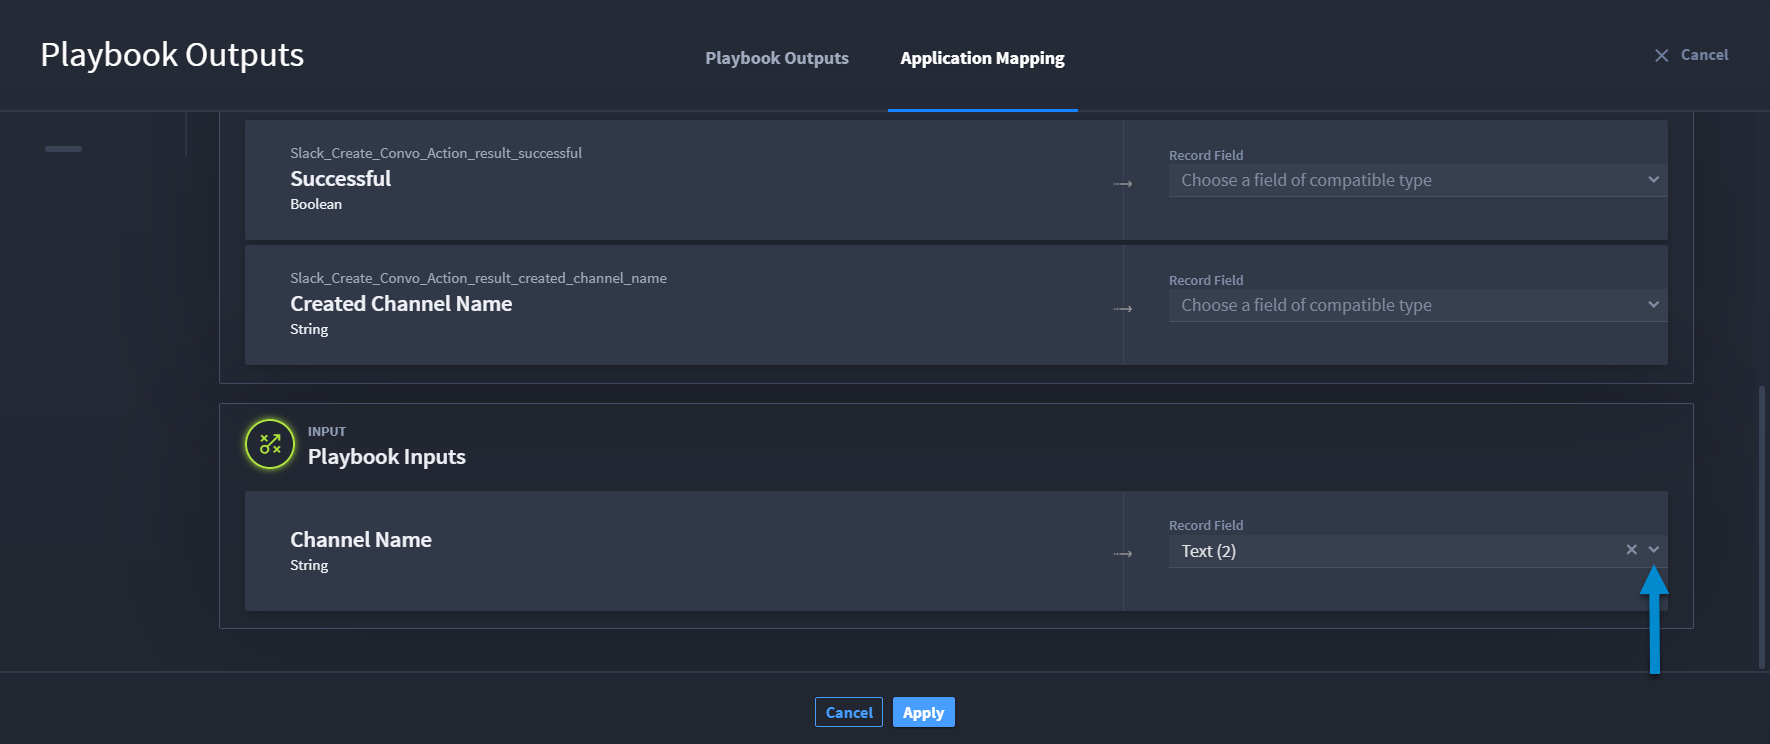 Playbook Outputs
Playbook Outputs
Application Mapping
Cancel
Slack_Create_Convo_Action_result_successful
Successful
Boolean
Record Field
Choose a field of compatible type
Slack_Create_Convo_Action_result_created_channel_name
Created Channel Name
String
Record Field
Choose a field of compatible type
INPUT
Playbook Inputs
Channel Name
String
Record Field
Text (2)
Cancel
Apply